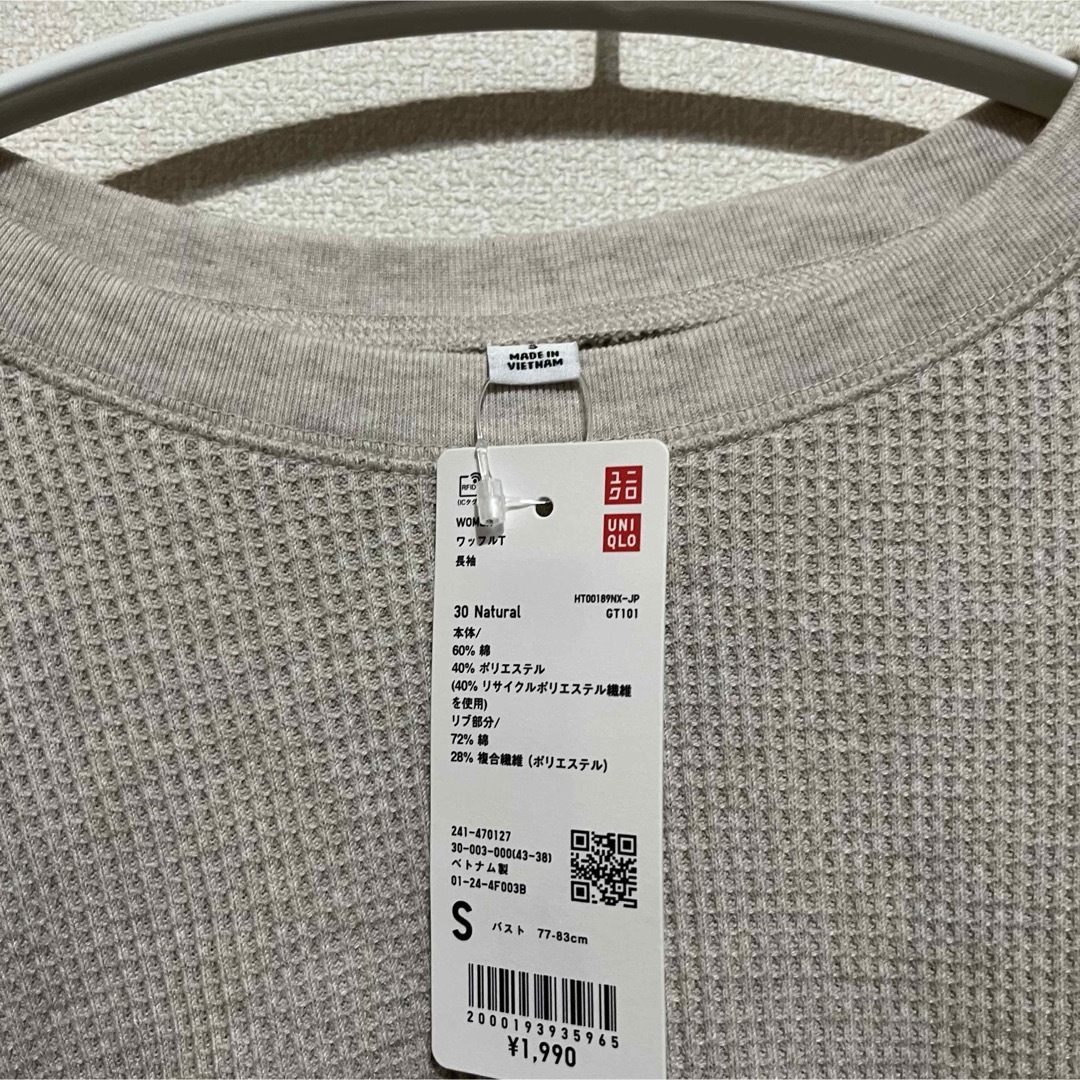 MADE IN
VIETNAM
RFID
ユニ
クロ
UNI
QLO
ワッフルT
長袖
HT00189NX-JP
30 Natural
GT101
本体/
60% 綿
40% ポリエステル
(40% リサイクルポリエステル繊維
を使用)
リブ部分/
72% 綿
28% 複合繊維 (ポリエステル)
241-470127
30-003-000(43-38)
ベトナム製
01-24-4F003B
S バスト 77-83cm
2000193935965
¥1,990